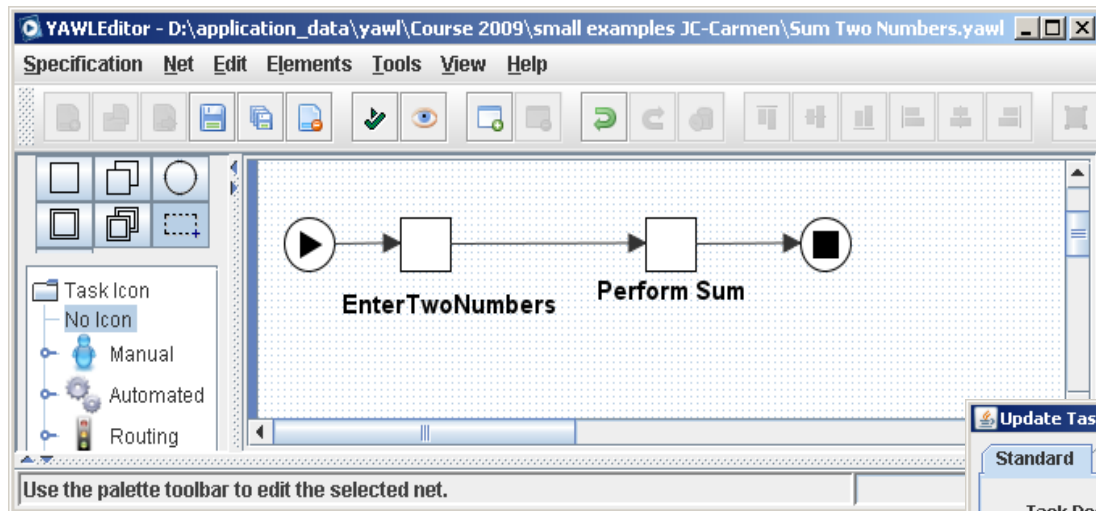 YAWLEditor - D:\application_data\yawl\Course 2009\small examples JC-Carmen\Sum Two Numbers.yawl
Specification Net Edit Elements Tools View Help
EnterTwoNumbers
Perform Sum
Task Icon
No Icon
Manual
Automated
Routing
Update Tas
Standard
Use the palette toolbar to edit the selected net.